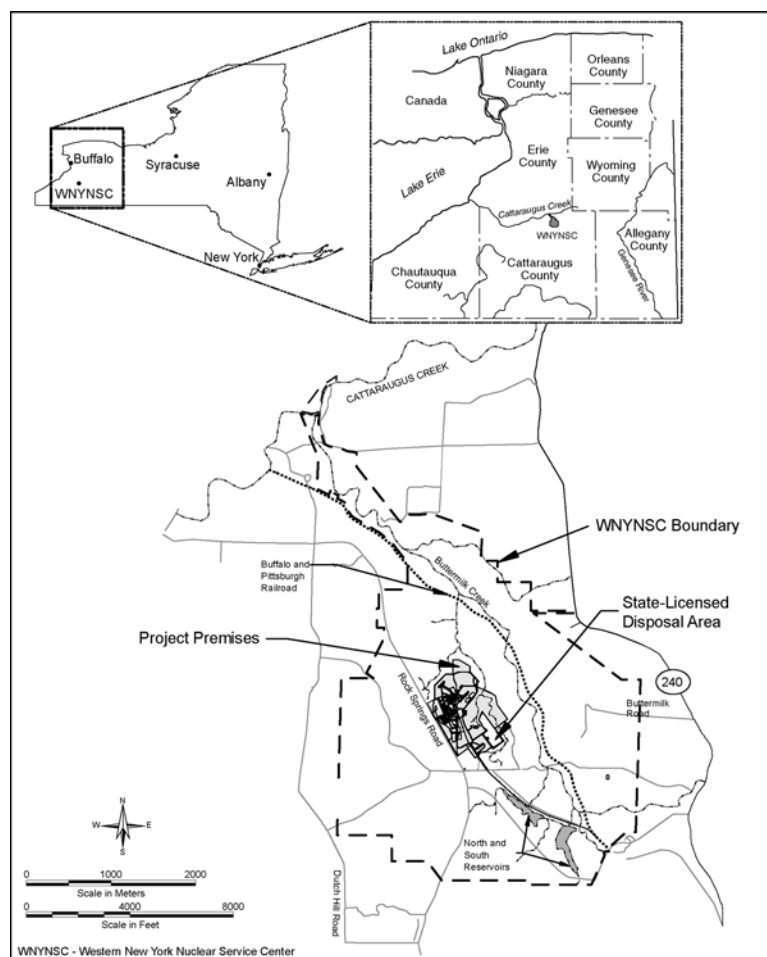 Buffalo
Syracuse
WNYNSC
Albany
New York
Lake Ontario
Orleans
County
Niagara
County
Canada
Genesee
County
Erie
County
Wyoming
County
Lake Erie
Cattaraugus Creek
WNYNSC
Allegany
County
Chautauqua
County
Cattaraugus
County
Genesee River
CATTARAUGUS CREEK
WNYNSC Boundary
Buffalo and
Pittsburgh
Railroad
Buttermilk Creek
State-Licensed
Disposal Area
Project Premises
240
Rock Springs Road
Buttermilk
Road
N
W E
S
North and
South
Reservoirs
0 1000 2000
Scale in Meters
0 4000 8000
Scale in Feet
Dutch Hill Road
WNYNSC - Western New York Nuclear Service Center